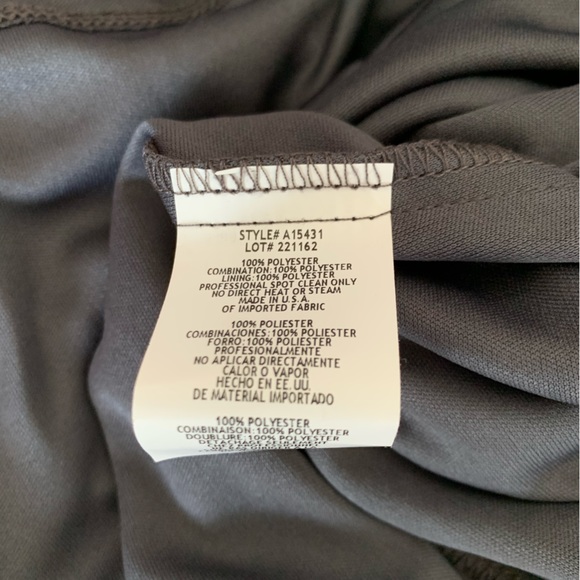 STYLE# A15431
LOT# 221162
100% POLYESTER
COMBINATION:100% POLYESTER
LINING: 100% POLYESTER
PROFESSIONAL SPOT CLEAN ONLY
NO DIRECT HEAT OR STEAM
MADE IN U.S.A.
OF IMPORTED FABRIC
100% POLIESTER
COMBINACIONES: 100% POLIESTER
FORRO: 100% POLIESTER
PROFESIONALMENTE
NO APLICAR DIRECTAMENTE
CALOR O VAPOR
HECHO EN EE. UU.
DE MATERIAL IMPORTADO
100% POLYESTER
COMBINAISON: 100% POLYESTER
DOUBLURE: 100% POLYESTER
DETACHAGE SEULEMENT